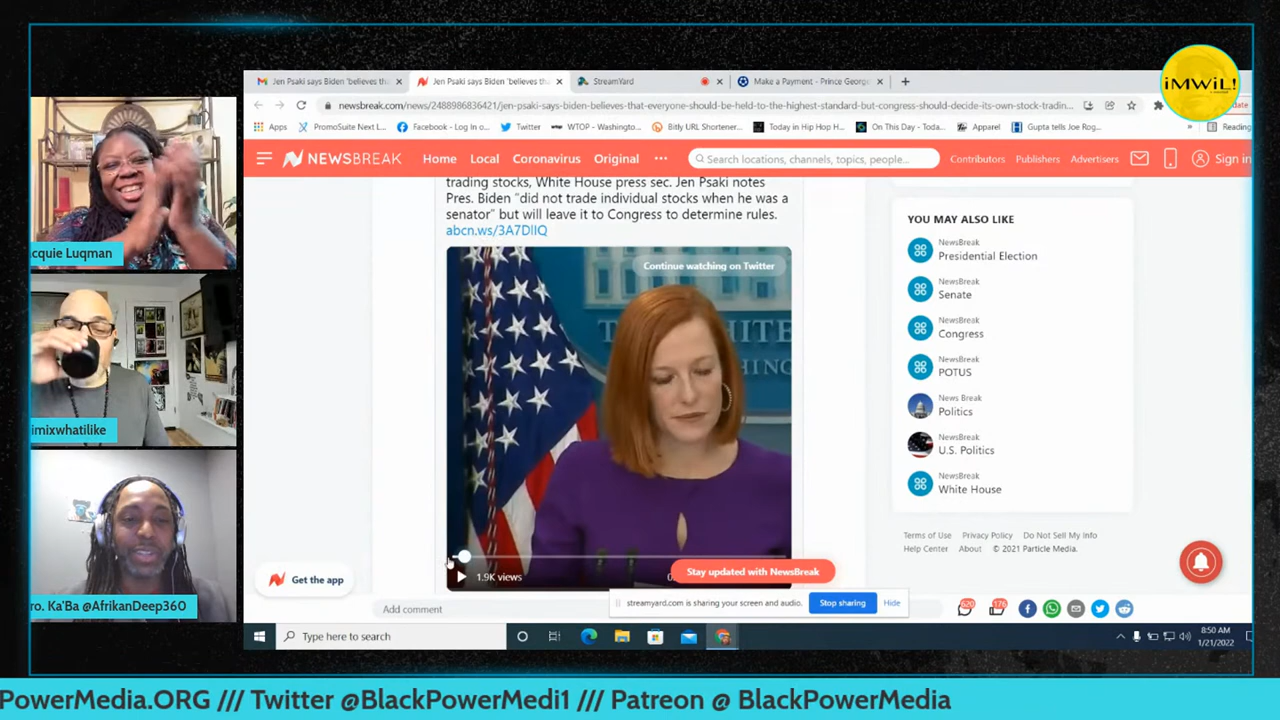 iMWiL!
Jen Psaki says Biden 'believes tha
Jen Psaki says Biden 'believes tha
StreamYard
Make a Payment - Prince George
newsbreak.com/news/2488986836421/jen-psaki-says-biden-believes-that-everyone-should-be-held-to-the-highest-standard-but-congress-should-decide-its-own-stock-tradin...
Apps
PromoSuite Next L...
Facebook - Log In o...
Twitter
WTOP - Washingto...
Bitly URL Shortener...
Today in Hip Hop H...
On This Day - Toda...
Apparel
Gupta tells Joe Rog...
»
Reading
NEWSBREAK
Home
Local
Coronavirus
Original
Search locations, channels, topics, people...
Contributors
Publishers
Advertisers
Sign in
trading stocks, White House press sec. Jen Psaki notes
Pres. Biden "did not trade individual stocks when he was a
senator" but will leave it to Congress to determine rules.
abcn.ws/3A7DlIQ
Continue watching on Twitter
1.9K views
Stay updated with NewsBreak
YOU MAY ALSO LIKE
NewsBreak
Presidential Election
NewsBreak
Senate
NewsBreak
Congress
NewsBreak
POTUS
News Break
Politics
NewsBreak
U.S. Politics
NewsBreak
White House
Terms of Use Privacy Policy Do Not Sell My Info
Help Center About © 2021 Particle Media.
Get the app
Add comment
620
176
streamyard.com is sharing your screen and audio.
Stop sharing
Hide
Type here to search
8:50 AM
1/21/2022
cquie Luqman
imixwhatilike
ro. Ka'Ba @AfrikanDeep360
PowerMedia.ORG /// Twitter @BlackPowerMedi1 /// Patreon @ BlackPowerMedia